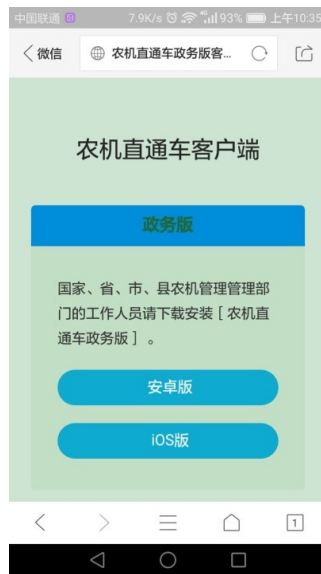 中国联通 7.9K/s 4G 93% 上午10:35
微信 农机直通车政务版客...
农机直通车客户端
政务版
国家、省、市、县农机管理管理部
门的工作人员请下载安装［农机直
通车政务版］。
安卓版
iOS版
1